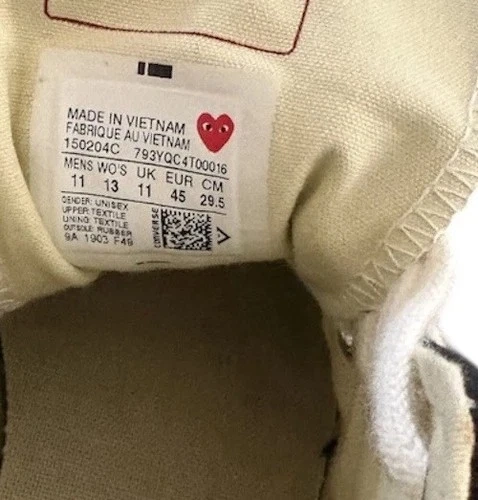 MADE IN VIETNAM
FABRIQUE AU VIETNAM
150204C 793YQC4T00016
MENS WO'S UK EUR CM
11 13 11 45 29.5
GENDER: UNISEX
UPPER: TEXTILE
LINING: TEXTILE
OUTSOLE: RUBBER
9A 1903 F49
CONVERSE